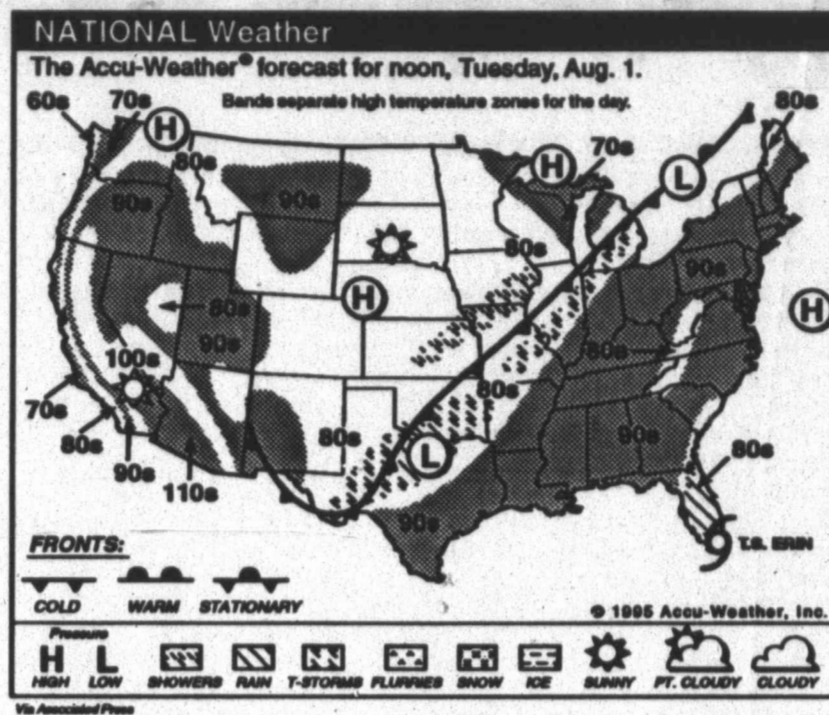 NATIONAL Weather
The Accu-Weather® forecast for noon, Tuesday, Aug. 1.
Bands separate high temperature zones for the day.
60s 70s H 80s 90s 90s H 70s L 80s
80s 90s H
80s 90s H 80s
100s 70s 80s 90s 110s
80s 80s L 90s 90s 80s
T.S. ERIN
FRONTS:
COLD WARM STATIONARY
© 1995 Accu-Weather, Inc.
Pressure
H L
HIGH LOW SHOWERS RAIN T-STORMS FLURRIES SNOW ICE SUNNY PT. CLOUDY CLOUDY
Via Associated Press